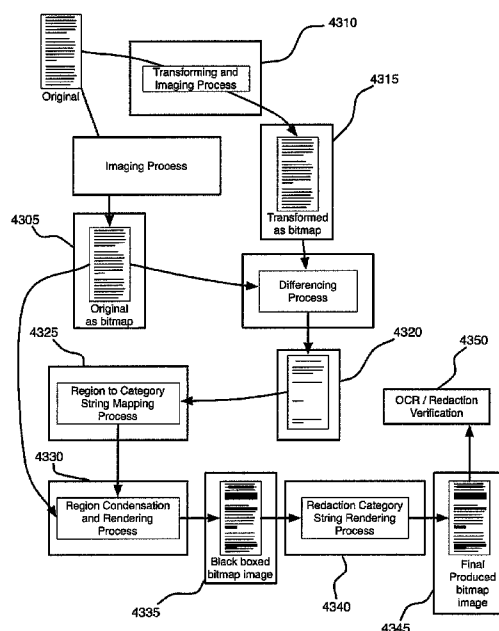 4310
Transforming and
Imaging Process
Original
4315
Imaging Process
Transformed
as bitmap
4305
Original
as bitmap
Differencing
Process
4325
4320
4350
Region to Category
String Mapping
Process
OCR / Redaction
Verification
4330
Region Condensation
and Rendering
Process
Redaction Category
String Rendering
Process
Black boxed
bitmap image
Final
Produced
bitmap
image
4335
4340
4345